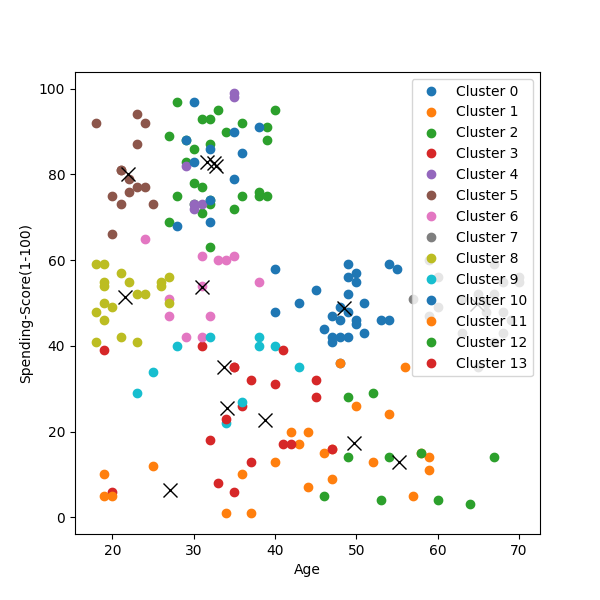 100
80
60
40
20
0
Spending-Score(1-100)
20 30 40 50 60 70
Age
Cluster 0
Cluster 1
Cluster 2
Cluster 3
Cluster 4
Cluster 5
Cluster 6
Cluster 7
Cluster 8
Cluster 9
Cluster 10
Cluster 11
Cluster 12
Cluster 13